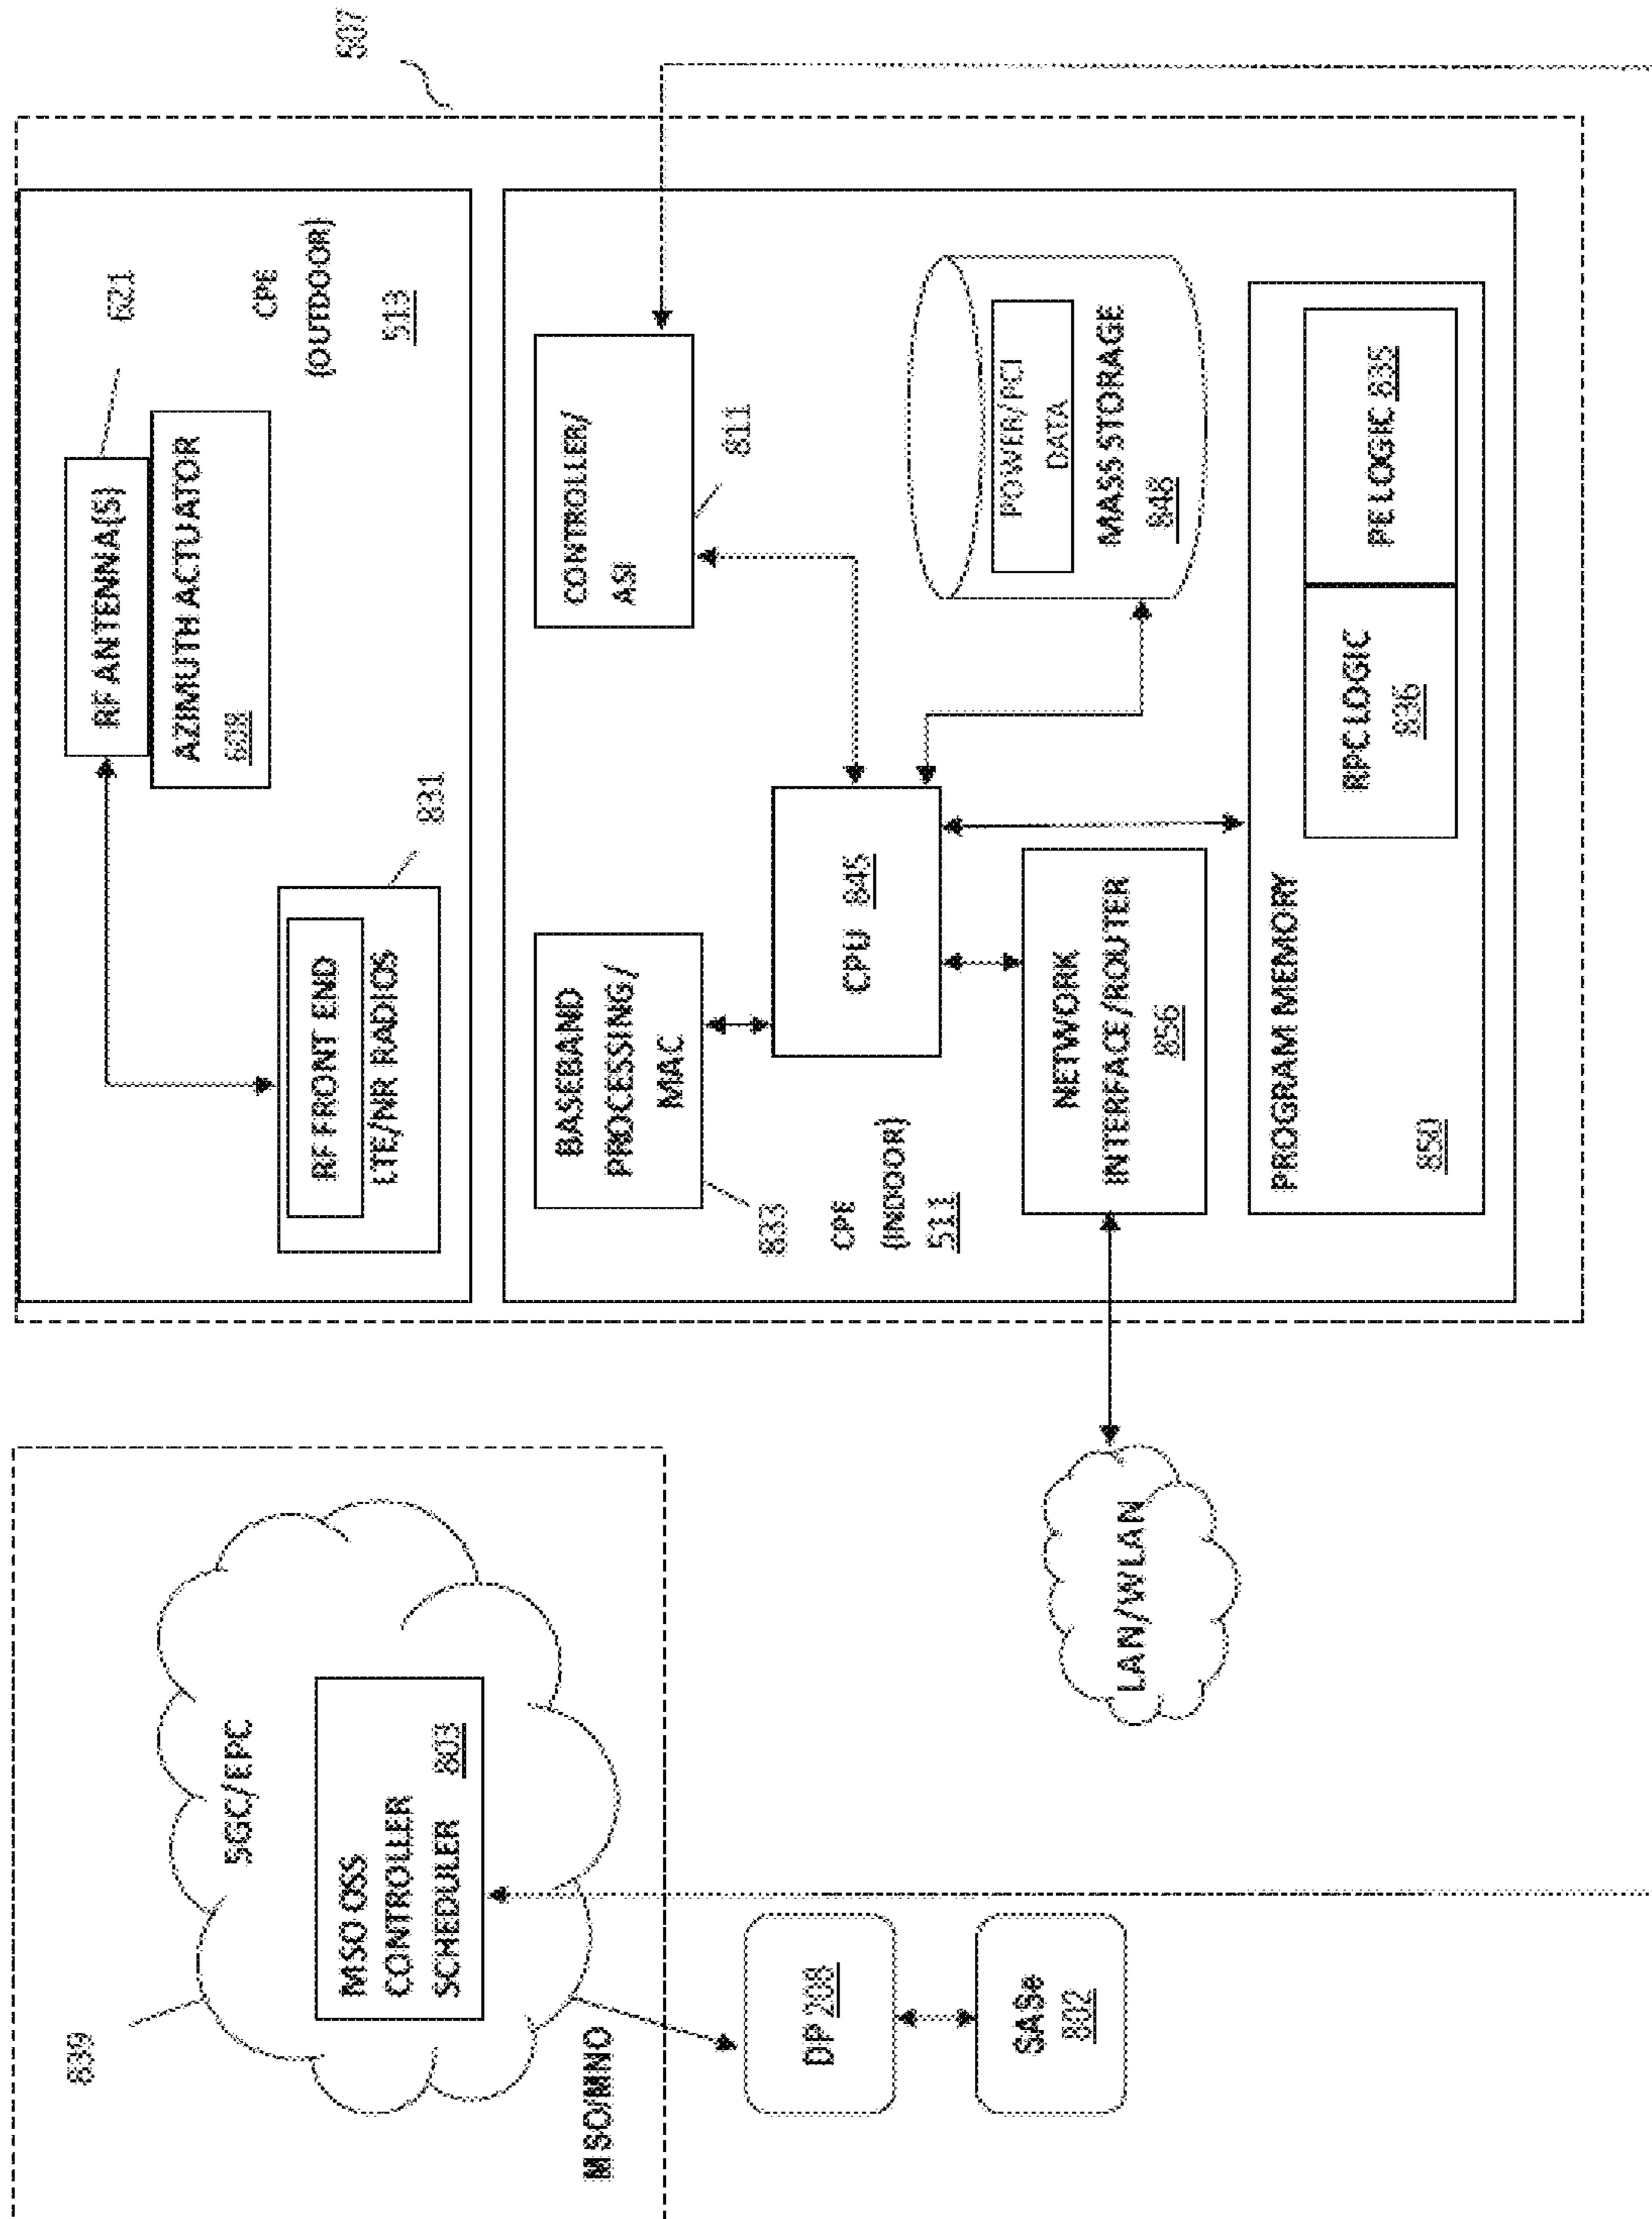 839
5GC/EPC
MSO OSS
CONTROLLER 803
SCHEDULER
MSO/MNO
DP 208
SASe
802
LAN/WLAN
507
RF ANTENNA(S)
621
AZIMUTH ACTUATOR
608
831
RF FRONT END
LTE/NR RADIOS
CPE
(OUTDOOR)
513
BASEBAND
PROCESSING/
MAC
833
CPE
(INDOOR)
511
CONTROLLER/
ASI
811
CPU 845
POWER/PCI
DATA
MASS STORAGE
NETWORK
INTERFACE/ROUTER
856
PROGRAM MEMORY
850
RPC LOGIC
836
PE LOGIC 835